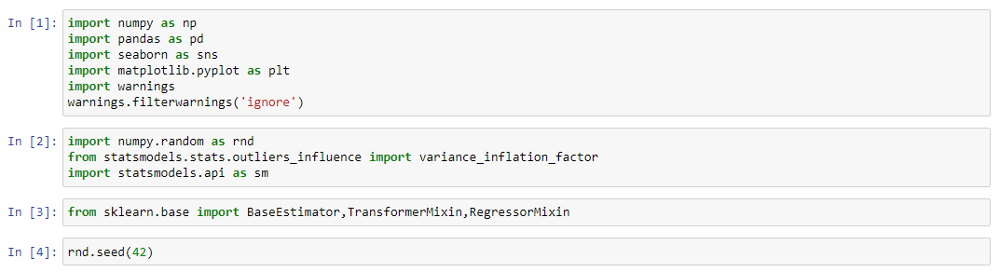 In [1]: import numpy as np
import pandas as pd
import seaborn as sns
import matplotlib.pyplot as plt
import warnings
warnings.filterwarnings('ignore')
In [2]: import numpy.random as rnd
from statsmodels.stats.outliers_influence import variance_inflation_factor
import statsmodels.api as sm
In [3]: from sklearn.base import BaseEstimator,TransformerMixin,RegressorMixin
In [4]: rnd.seed(42)